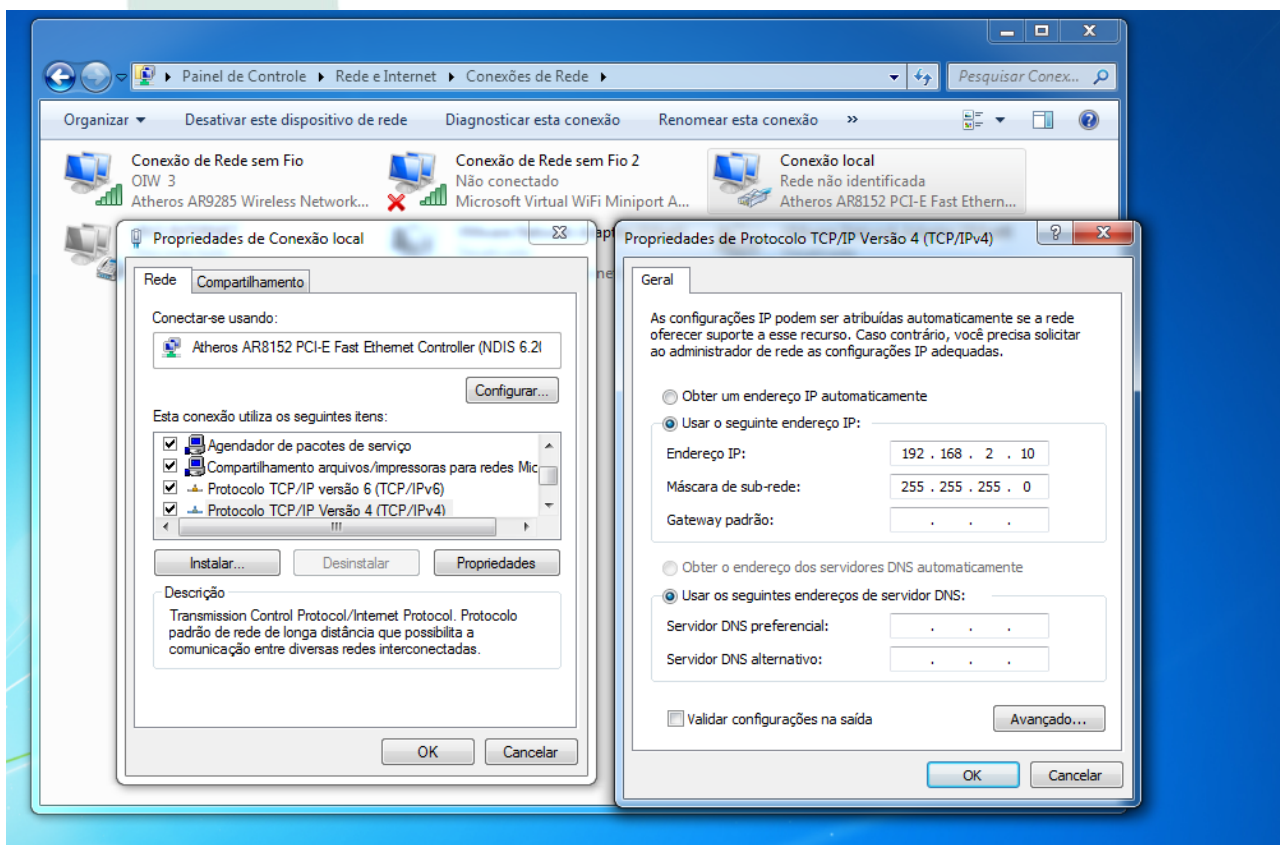 Painel de Controle ▸ Rede e Internet ▸ Conexões de Rede ▸
Pesquisar Conex...
Organizar
Desativar este dispositivo de rede
Diagnosticar esta conexão
Renomear esta conexão
»
Conexão de Rede sem Fio
OIW 3
Atheros AR9285 Wireless Network...
Conexão de Rede sem Fio 2
Não conectado
Microsoft Virtual WiFi Miniport A...
Conexão local
Rede não identificada
Atheros AR8152 PCI-E Fast Ethern...
Propriedades de Conexão local
Rede
Compartilhamento
Conectar-se usando:
Atheros AR8152 PCI-E Fast Ethernet Controller (NDIS 6.20
Configurar...
Esta conexão utiliza os seguintes itens:
Agendador de pacotes de serviço
Compartilhamento arquivos/impressoras para redes Mic
Protocolo TCP/IP versão 6 (TCP/IPv6)
Protocolo TCP/IP Versão 4 (TCP/IPv4)
Instalar...
Desinstalar
Propriedades
Descrição
Transmission Control Protocol/Internet Protocol. Protocolo
padrão de rede de longa distância que possibilita a
comunicação entre diversas redes interconectadas.
OK
Cancelar
Propriedades de Protocolo TCP/IP Versão 4 (TCP/IPv4)
Geral
As configurações IP podem ser atribuídas automaticamente se a rede
oferecer suporte a esse recurso. Caso contrário, você precisa solicitar
ao administrador de rede as configurações IP adequadas.
Obter um endereço IP automaticamente
Usar o seguinte endereço IP:
Endereço IP: 192 . 168 . 2 . 10
Máscara de sub-rede: 255 . 255 . 255 . 0
Gateway padrão: . . .
Obter o endereço dos servidores DNS automaticamente
Usar os seguintes endereços de servidor DNS:
Servidor DNS preferencial: . . .
Servidor DNS alternativo: . . .
Validar configurações na saída
Avançado...
OK
Cancelar